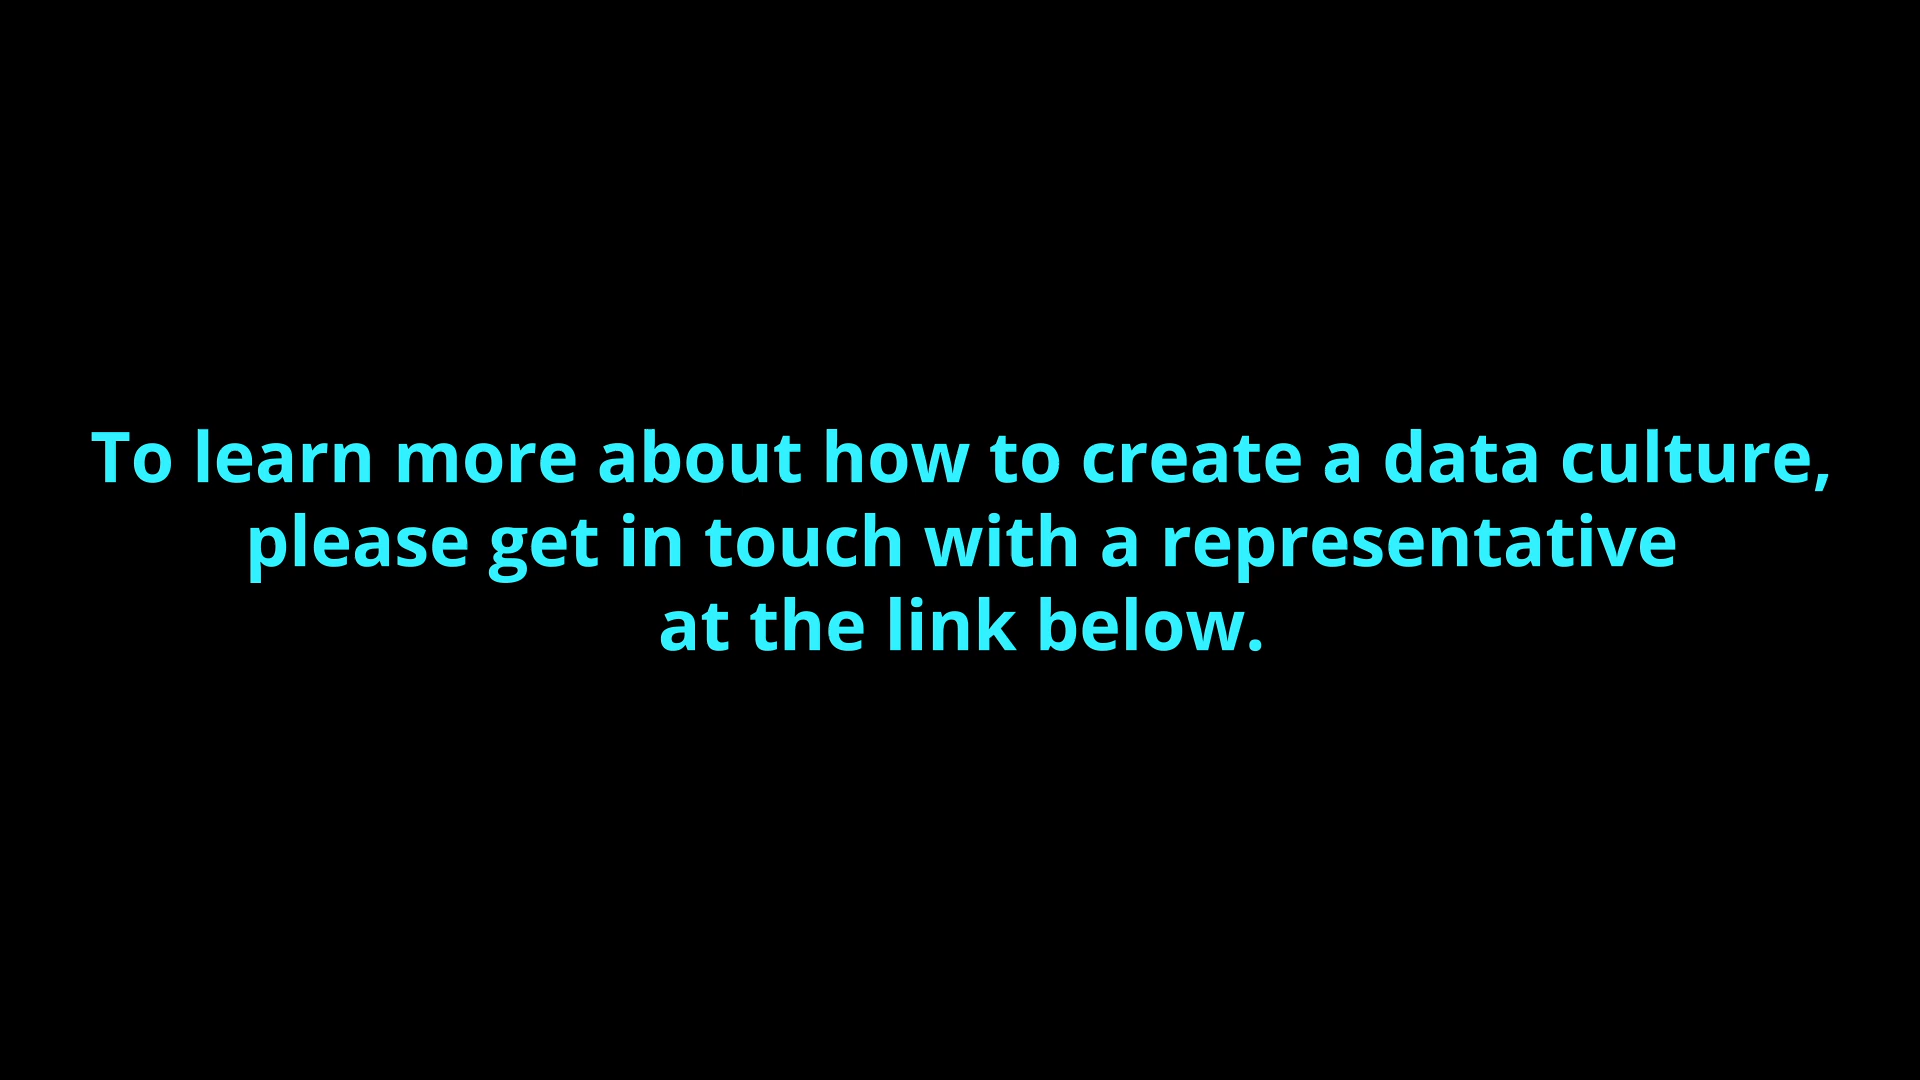 To learn more about how to create a data culture,
please get in touch with a representative
at the link below.